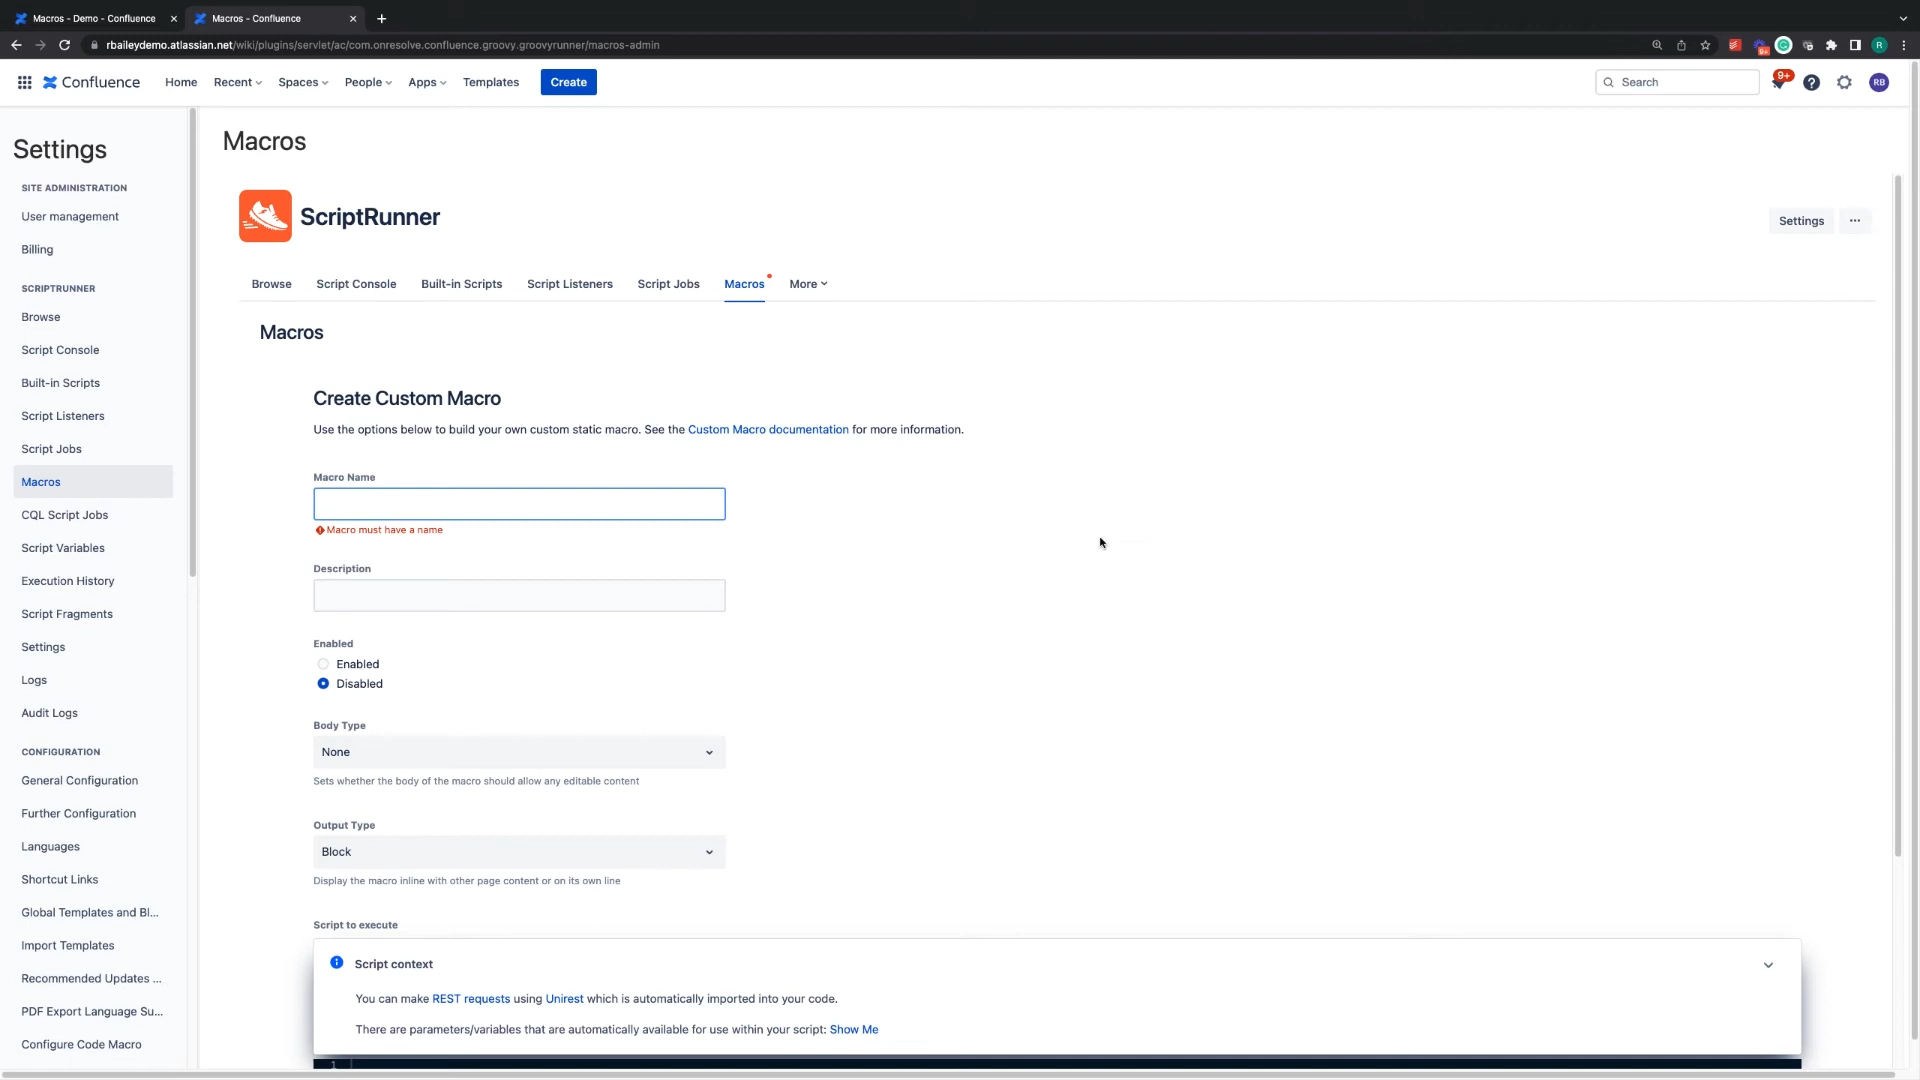 Macros - Demo - Confluence
Macros - Confluence
rbaileydemo.atlassian.net/wiki/plugins/servlet/ac/com.onresolve.confluence.groovy.groovyrunner/macros-admin
9+
R
Confluence
Home
Recent
Spaces
People
Apps
Templates
Create
Search
9+
RB
Settings
SITE ADMINISTRATION
User management
Billing
SCRIPTRUNNER
Browse
Script Console
Built-in Scripts
Script Listeners
Script Jobs
Macros
CQL Script Jobs
Script Variables
Execution History
Script Fragments
Settings
Logs
Audit Logs
CONFIGURATION
General Configuration
Further Configuration
Languages
Shortcut Links
Global Templates and Bl...
Import Templates
Recommended Updates ...
PDF Export Language Su...
Configure Code Macro
Macros
ScriptRunner
Settings
Browse
Script Console
Built-in Scripts
Script Listeners
Script Jobs
Macros
More
Macros
Create Custom Macro
Use the options below to build your own custom static macro. See the Custom Macro documentation for more information.
Macro Name
Macro must have a name
Description
Enabled
Enabled
Disabled
Body Type
None
Sets whether the body of the macro should allow any editable content
Output Type
Block
Display the macro inline with other page content or on its own line
Script to execute
Script context
You can make REST requests using Unirest which is automatically imported into your code.
There are parameters/variables that are automatically available for use within your script: Show Me
1